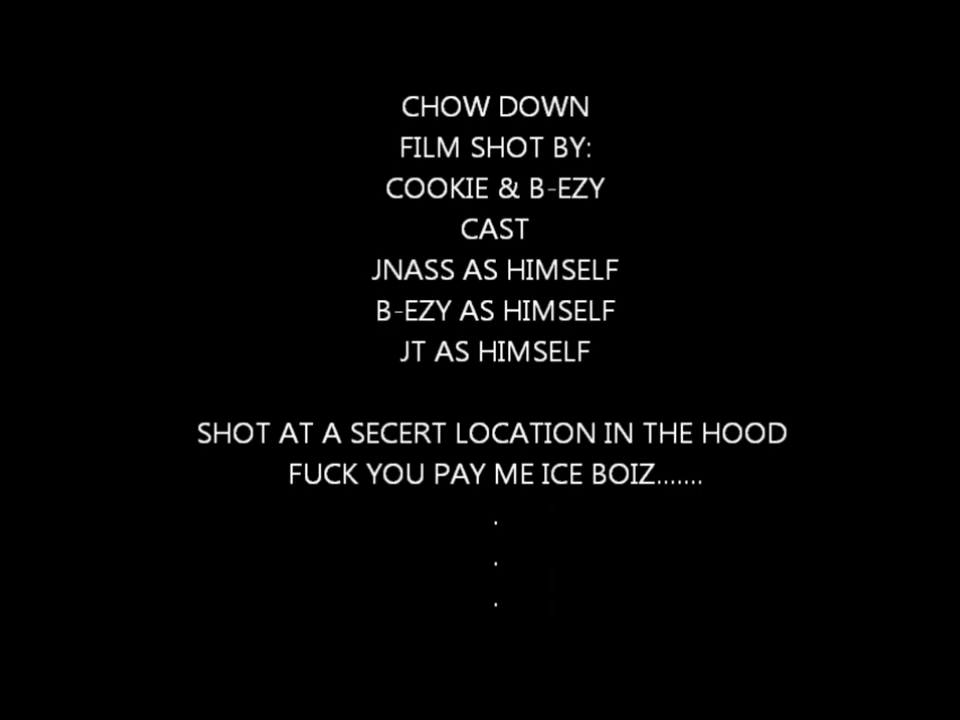 CHOW DOWN
FILM SHOT BY:
COOKIE & B-EZY
CAST
JNASS AS HIMSELF
B-EZY AS HIMSELF
JT AS HIMSELF
SHOT AT A SECERT LOCATION IN THE HOOD
FUCK YOU PAY ME ICE BOIZ.......
.
.
.